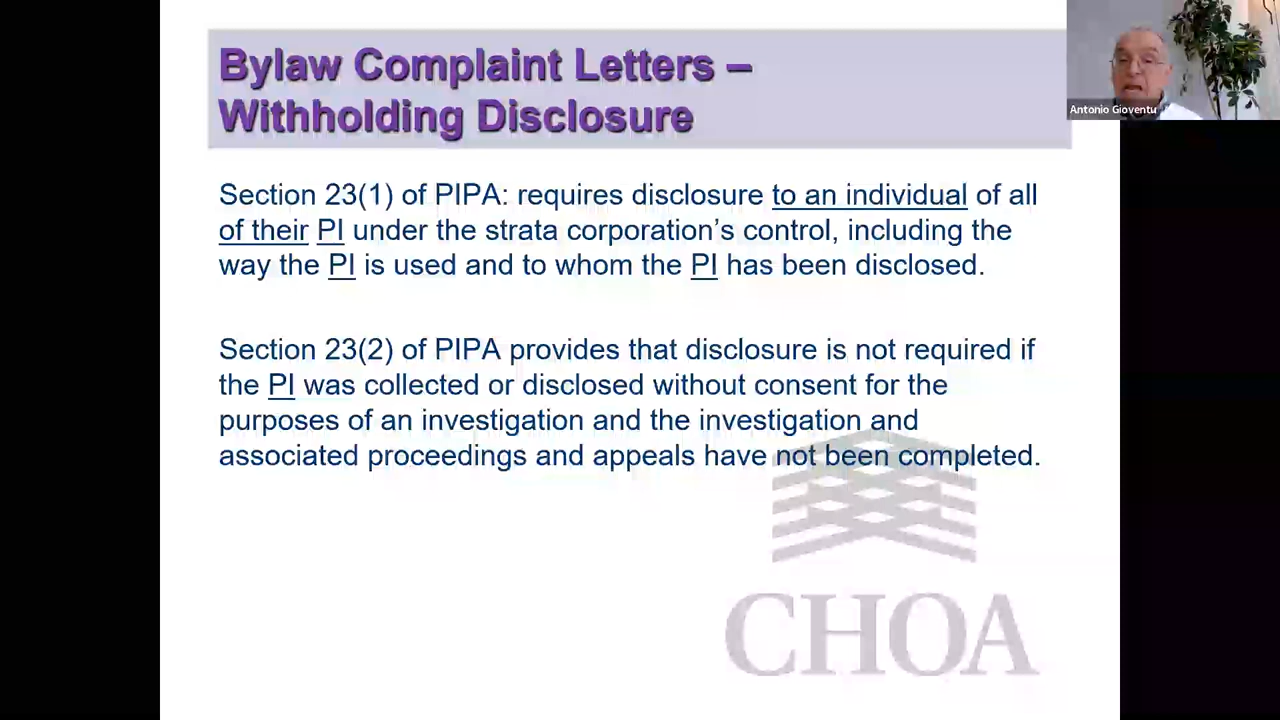 Bylaw Complaint Letters –
Withholding Disclosure
Antonio Gioventu
Section 23(1) of PIPA: requires disclosure to an individual of all
of their PI under the strata corporation’s control, including the
way the PI is used and to whom the PI has been disclosed.
Section 23(2) of PIPA provides that disclosure is not required if
the PI was collected or disclosed without consent for the
purposes of an investigation and the investigation and
associated proceedings and appeals have not been completed.
CHOA